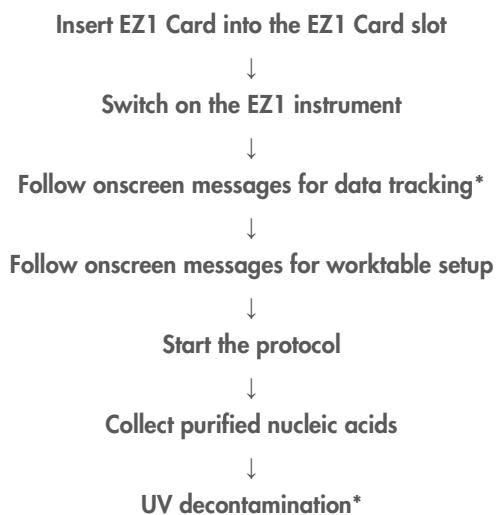 Insert EZ1 Card into the EZ1 Card slot
↓
Switch on the EZ1 instrument
↓
Follow onscreen messages for data tracking*
↓
Follow onscreen messages for worktable setup
↓
Start the protocol
↓
Collect purified nucleic acids
↓
UV decontamination*